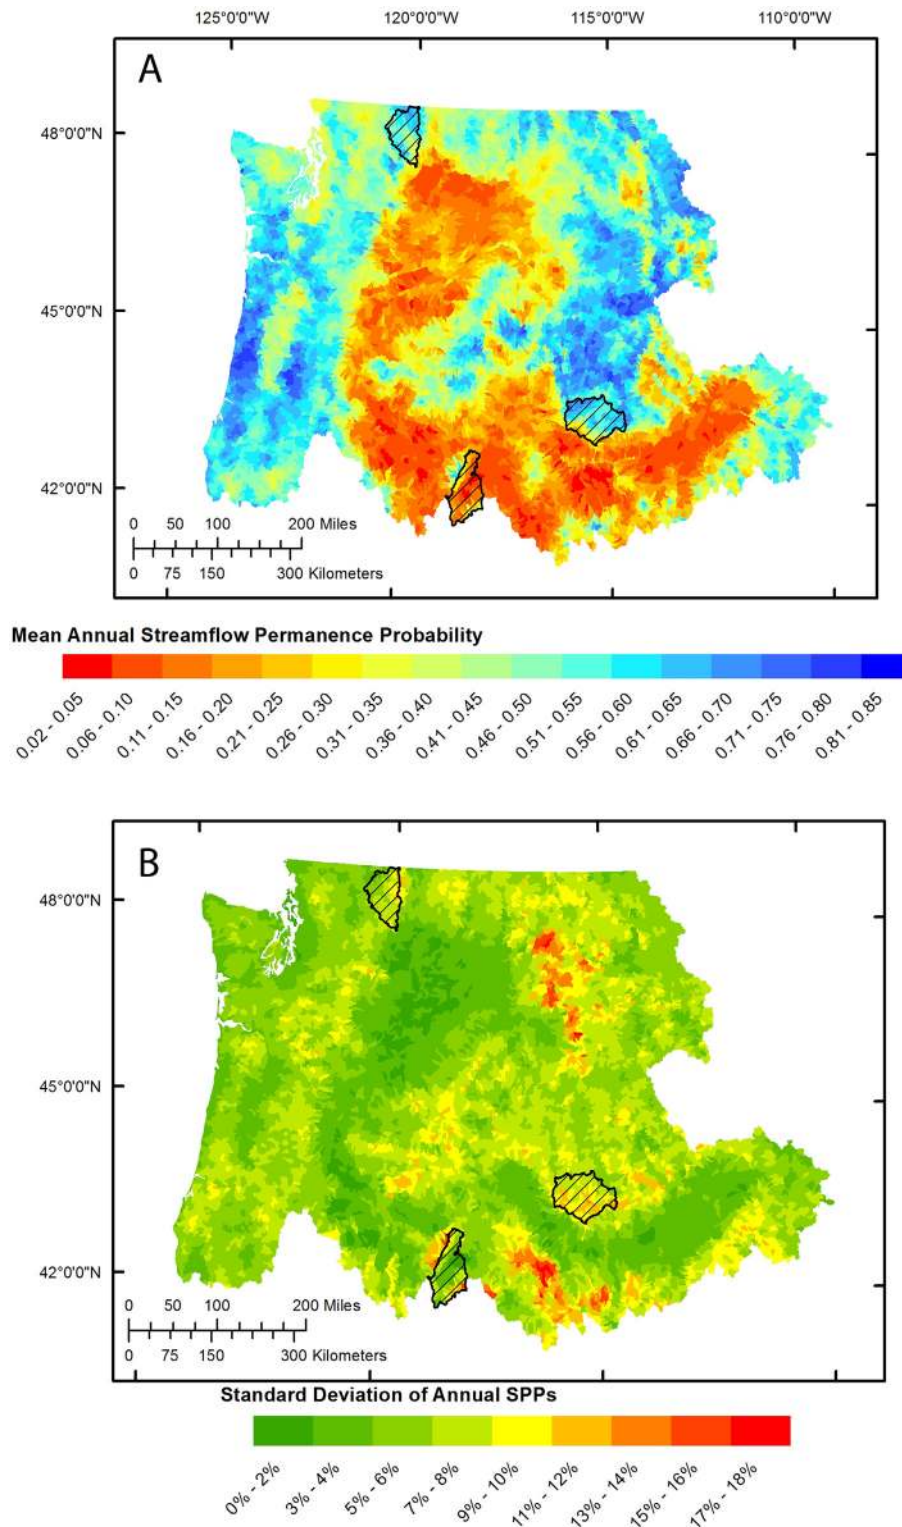 125°0'0"W 120°0'0"W 115°0'0"W 110°0'0"W
A
48°0'0"N
45°0'0"N
42°0'0"N
0 50 100 200 Miles
0 75 150 300 Kilometers
Mean Annual Streamflow Permanence Probability
0.02 - 0.05
0.06 - 0.10
0.11 - 0.15
0.16 - 0.20
0.21 - 0.25
0.26 - 0.30
0.31 - 0.35
0.36 - 0.40
0.41 - 0.45
0.46 - 0.50
0.51 - 0.55
0.56 - 0.60
0.61 - 0.65
0.66 - 0.70
0.71 - 0.75
0.76 - 0.80
0.81 - 0.85
B
48°0'0"N
45°0'0"N
42°0'0"N
0 50 100 200 Miles
0 75 150 300 Kilometers
Standard Deviation of Annual SPPs
0% - 2%
3% - 4%
5% - 6%
7% - 8%
9% - 10%
11% - 12%
13% - 14%
15% - 16%
17% - 18%